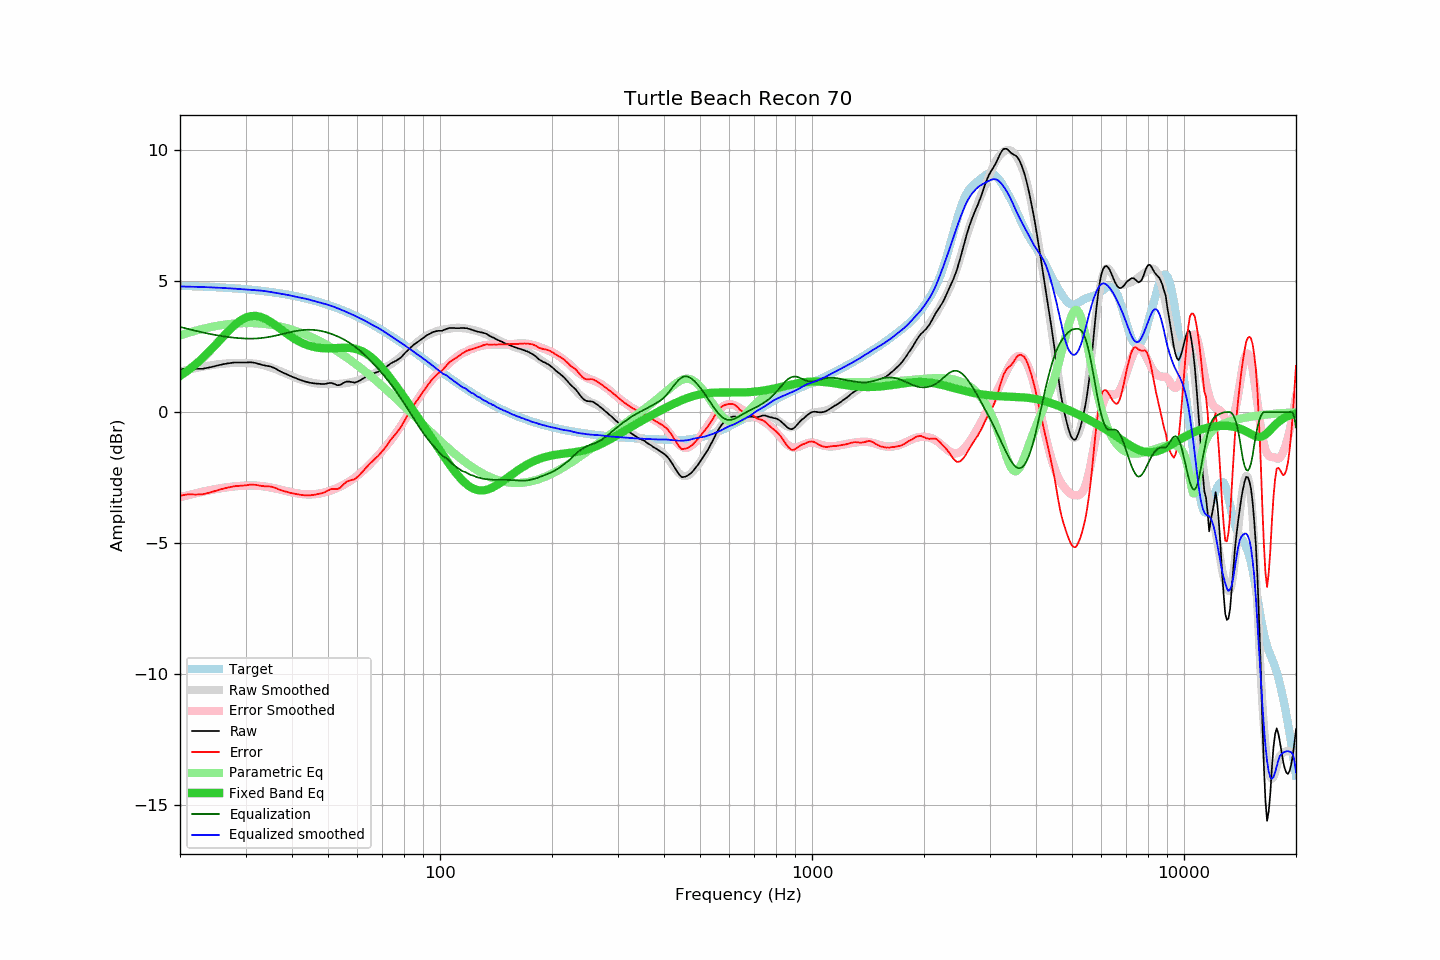 Turtle Beach Recon 70
10
5
0
−5
−10
−15
Amplitude (dBr)
Target
Raw Smoothed
Error Smoothed
Raw
Error
Parametric Eq
Fixed Band Eq
Equalization
Equalized smoothed
100
1000
10000
Frequency (Hz)